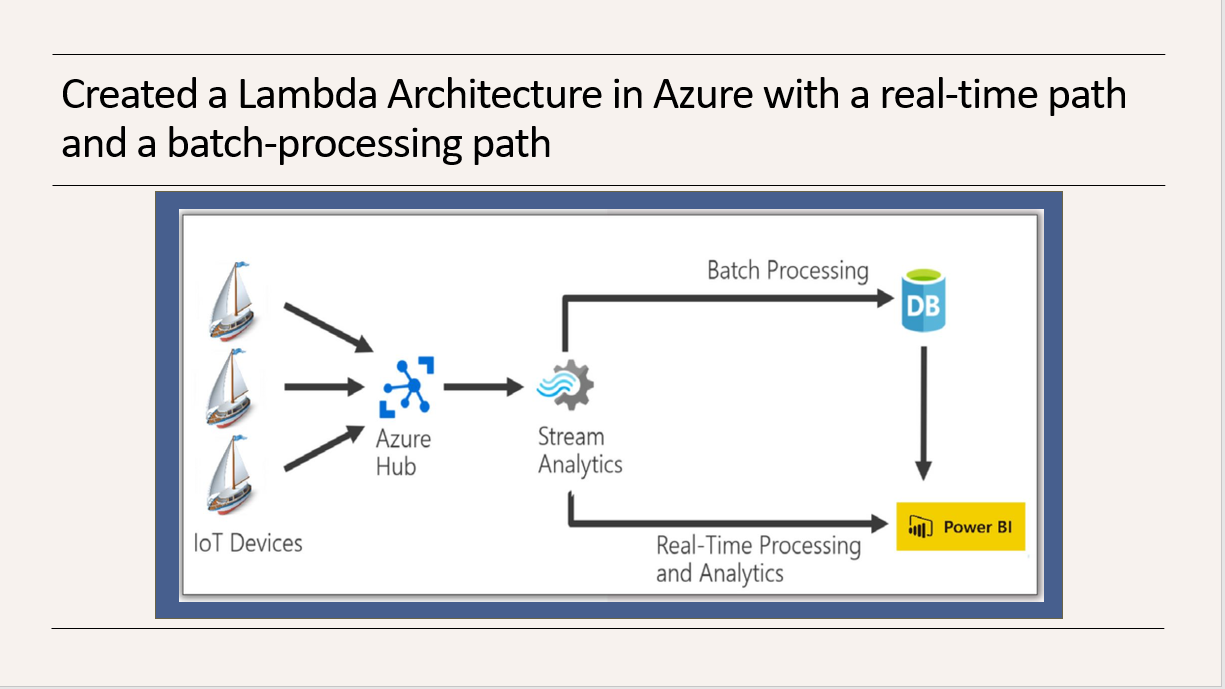 Created a Lambda Architecture in Azure with a real-time path
and a batch-processing path
Batch Processing
DB
Azure
Hub
Stream
Analytics
IoT Devices
Power BI
Real-Time Processing
and Analytics